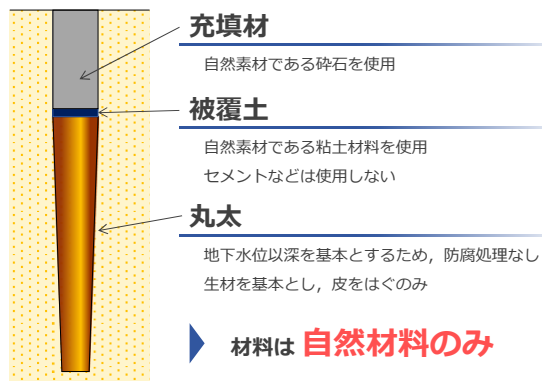 充填材
自然素材である砕石を使用
被覆土
自然素材である粘土材料を使用
セメントなどは使用しない
丸太
地下水位以深を基本とするため，防腐処理なし
生材を基本とし，皮をはぐのみ
材料は 自然材料のみ